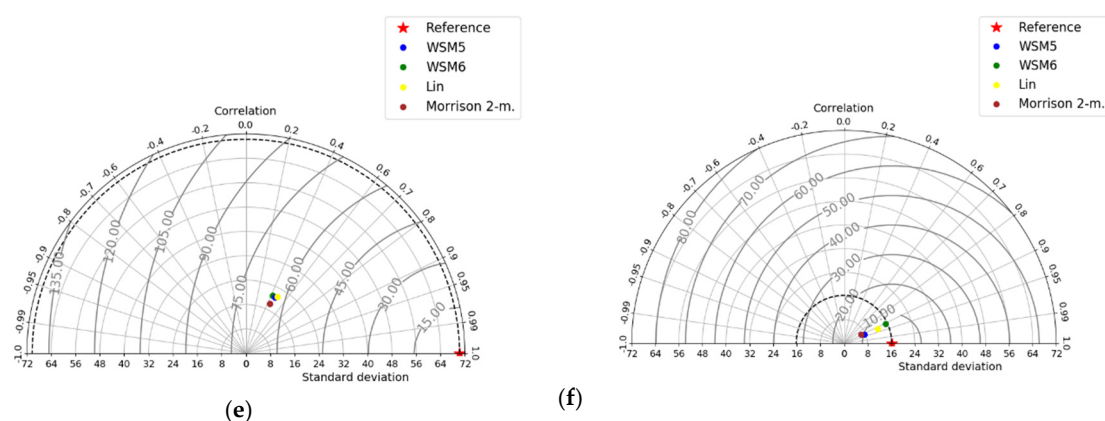 Reference
WSM5
WSM6
Lin
Morrison 2-m.
Correlation
-0.4 -0.2 0.0 0.2 0.4
-0.6 0.6
-0.7 0.7
-0.8 0.8
-0.9 0.9
-0.95 0.95
-0.99 0.99
-1.0 1.0
135.00 120.00 105.00 90.00 75.00 60.00 45.00 30.00 15.00
-72 64 56 48 40 32 24 16 8 0 8 16 24 32 40 48 56 64 72
Standard deviation
(e)
Reference
WSM5
WSM6
Lin
Morrison 2-m.
Correlation
-0.4 -0.2 0.0 0.2 0.4
-0.6 0.6
-0.7 0.7
-0.8 0.8
-0.9 0.9
-0.95 0.95
-0.99 0.99
-1.0 1.0
80.00 70.00 60.00 50.00 40.00 30.00 20.00 10.00
-72 64 56 48 40 32 24 16 8 0 8 16 24 32 40 48 56 64 72
Standard deviation
(f)